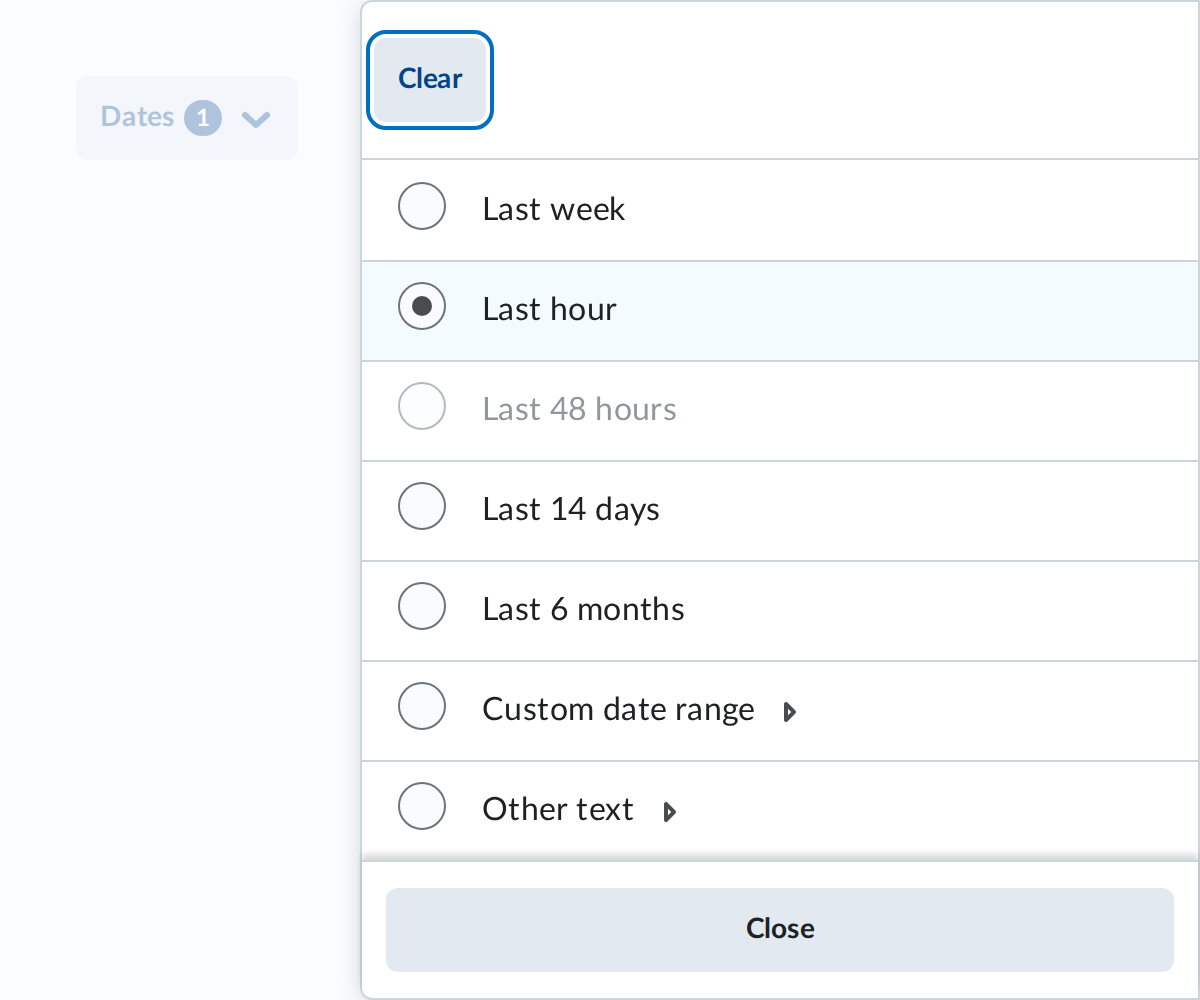 Dates 1
Clear
Last week
Last hour
Last 48 hours
Last 14 days
Last 6 months
Custom date range
Other text
Close